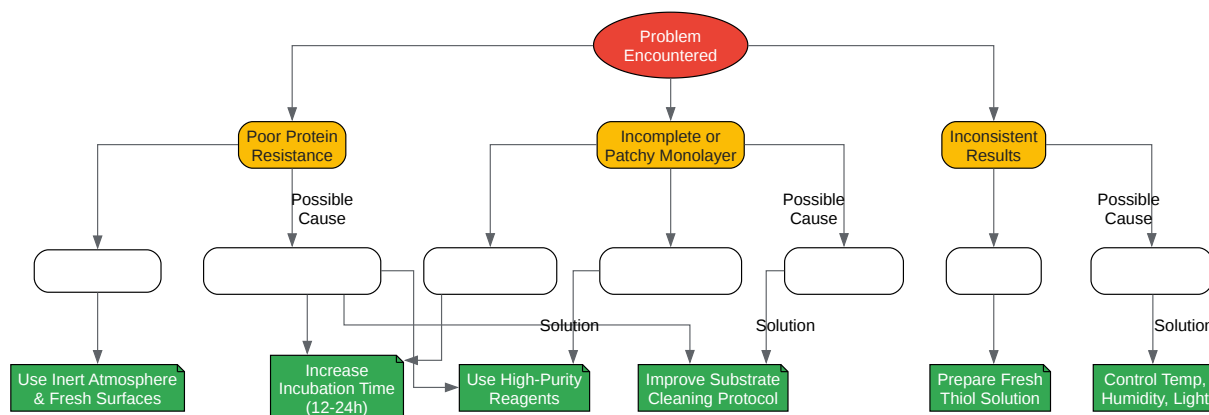 Problem
Encountered
Poor Protein
Resistance
Incomplete or
Patchy Monolayer
Inconsistent
Results
Possible
Cause
Possible
Cause
Possible
Cause
Solution
Solution
Solution
Use Inert Atmosphere
& Fresh Surfaces
Increase
Incubation Time
(12-24h)
Use High-Purity
Reagents
Improve Substrate
Cleaning Protocol
Prepare Fresh
Thiol Solution
Control Temp,
Humidity, Light